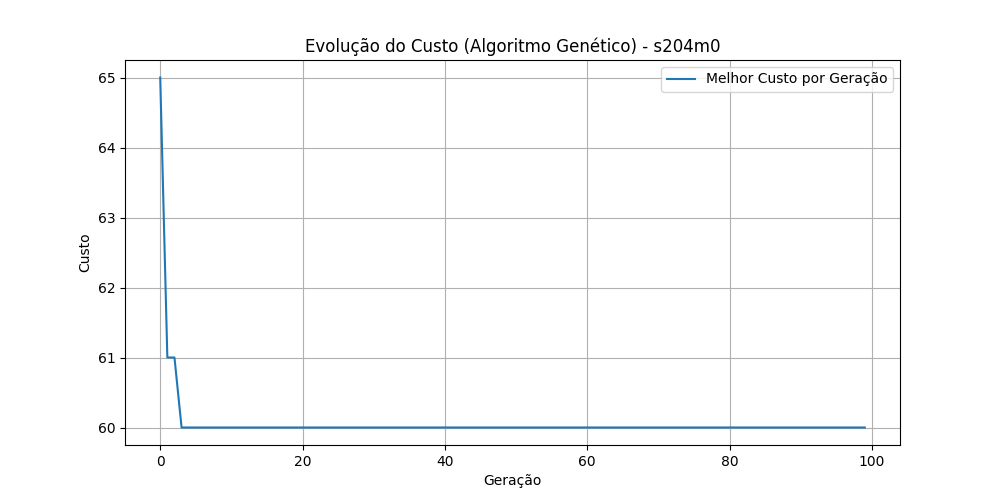 Evolução do Custo (Algoritmo Genético) - s204m0
Melhor Custo por Geração
65
64
63
62
61
60
Custo
0 20 40 60 80 100
Geração